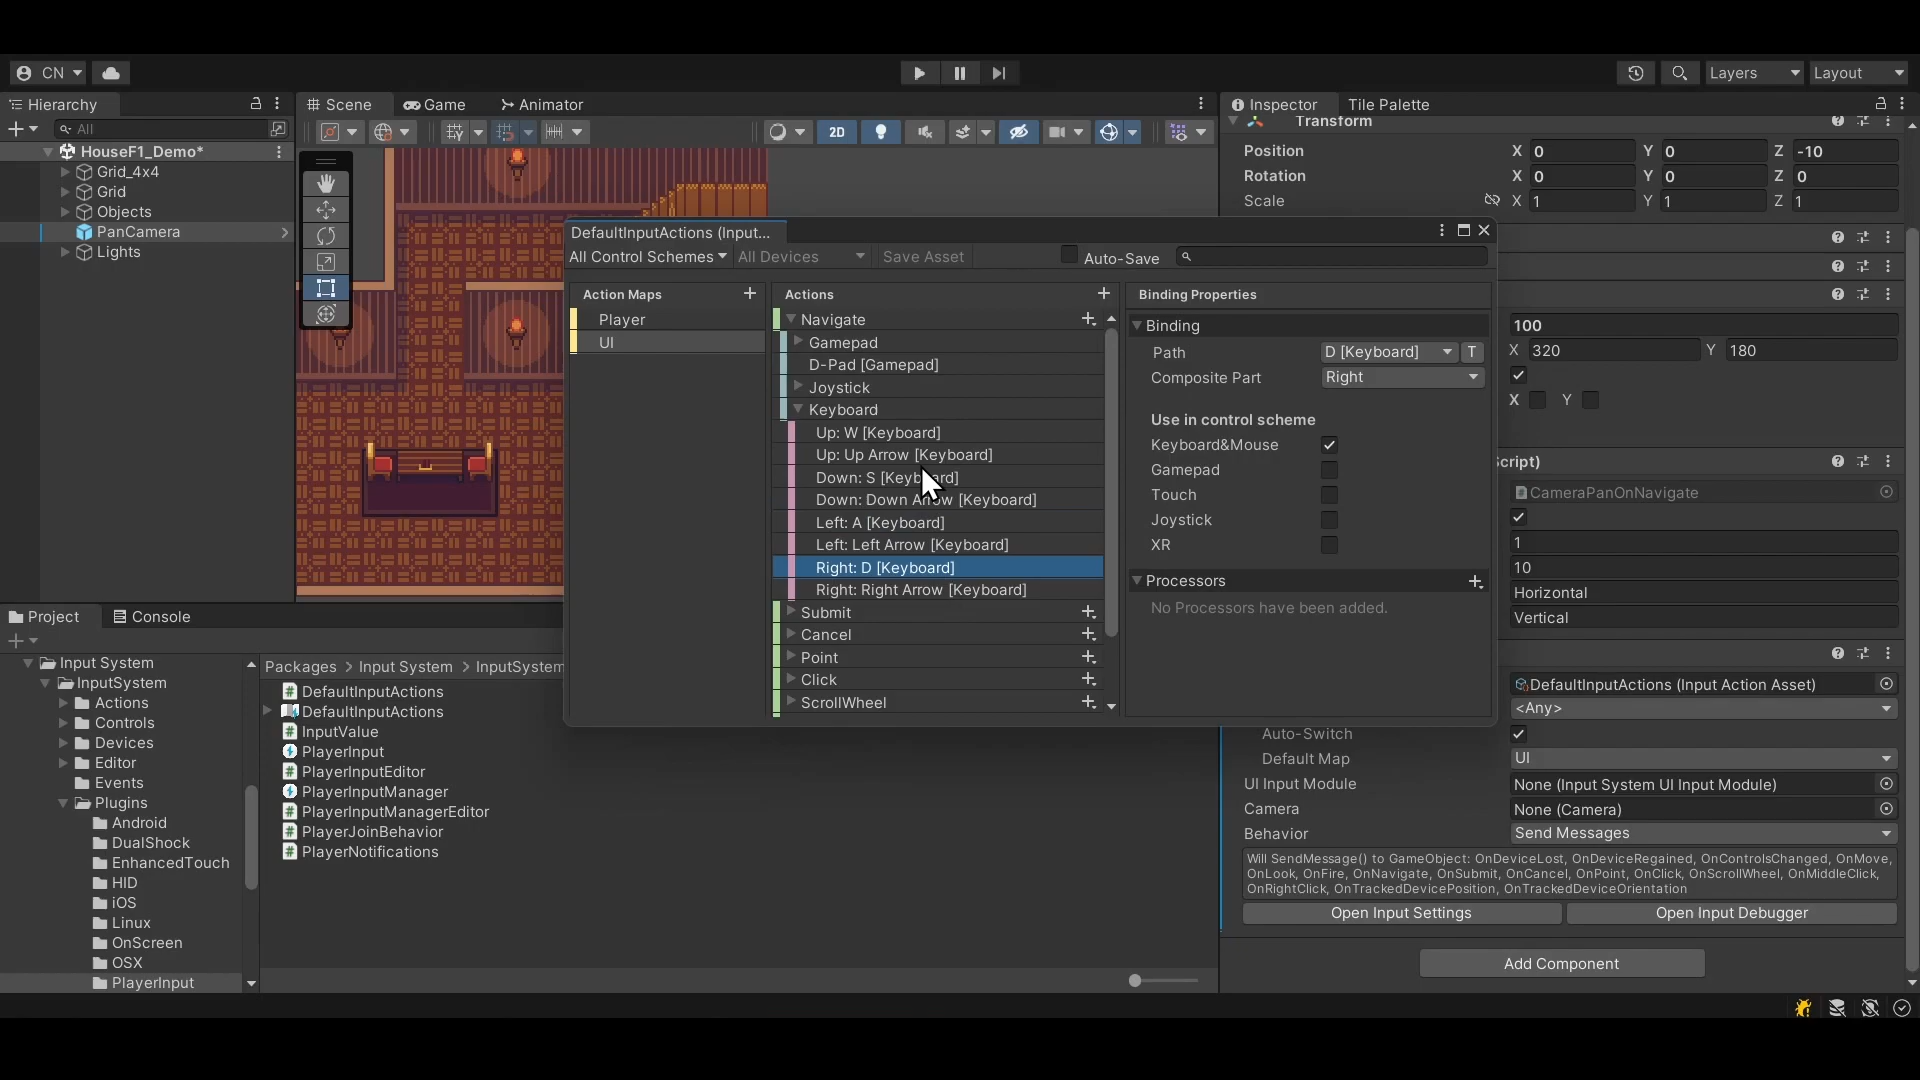 CN
Layers
Layout
Hierarchy
All
HouseF1_Demo*
Grid_4x4
Grid
Objects
PanCamera
Lights
Scene
Game
Animator
2D
Inspector
Tile Palette
Transform
Position X 0 Y 0 Z -10
Rotation X 0 Y 0 Z 0
Scale X 1 Y 1 Z 1
DefaultInputActions (Input...
All Control Schemes
All Devices
Save Asset
Auto-Save
Action Maps
Player
UI
Actions
Navigate
Gamepad
D-Pad [Gamepad]
Joystick
Keyboard
Up: W [Keyboard]
Up: Up Arrow [Keyboard]
Down: S [Keyboard]
Down: Down Arrow [Keyboard]
Left: A [Keyboard]
Left: Left Arrow [Keyboard]
Right: D [Keyboard]
Right: Right Arrow [Keyboard]
Submit
Cancel
Point
Click
ScrollWheel
Binding Properties
Binding
Path D [Keyboard] T
Composite Part Right
Use in control scheme
Keyboard&Mouse
Gamepad
Touch
Joystick
XR
Processors
No Processors have been added.
100
X 320 Y 180
X Y
Script)
CameraPanOnNavigate
1
10
Horizontal
Vertical
DefaultInputActions (Input Action Asset)
<Any>
Auto-Switch
Default Map UI
UI Input Module None (Input System UI Input Module)
Camera None (Camera)
Behavior Send Messages
Will SendMessage() to GameObject: OnDeviceLost, OnDeviceRegained, OnControlsChanged, OnMove,
OnLook, OnFire, OnNavigate, OnSubmit, OnCancel, OnPoint, OnClick, OnScrollWheel, OnMiddleClick,
OnRightClick, OnTrackedDevicePosition, OnTrackedDeviceOrientation
Open Input Settings
Open Input Debugger
Add Component
Project
Console
Input System
InputSystem
Actions
Controls
Devices
Editor
Events
Plugins
Android
DualShock
EnhancedTouch
HID
iOS
Linux
OnScreen
OSX
PlayerInput
Packages > Input System > InputSystem
DefaultInputActions
DefaultInputActions
InputValue
PlayerInput
PlayerInputEditor
PlayerInputManager
PlayerInputManagerEditor
PlayerJoinBehavior
PlayerNotifications